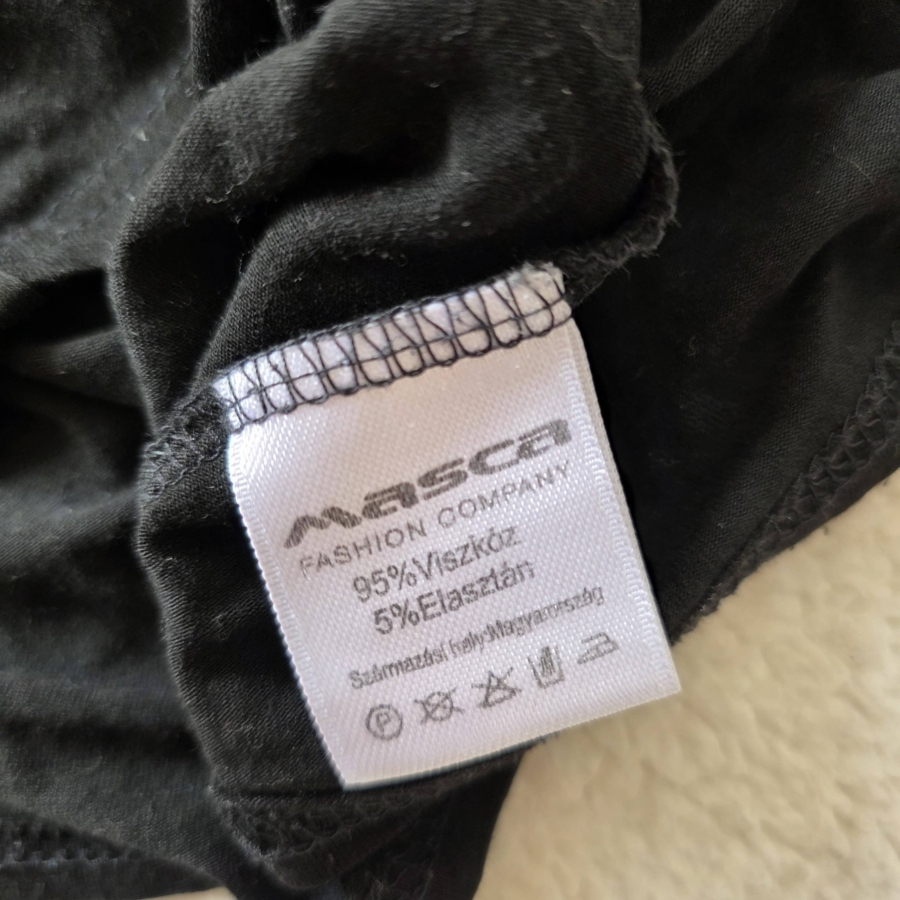 masca
FASHION COMPANY
95%Viszkóz
5%Elasztán
Származási hely:Magyarország
P